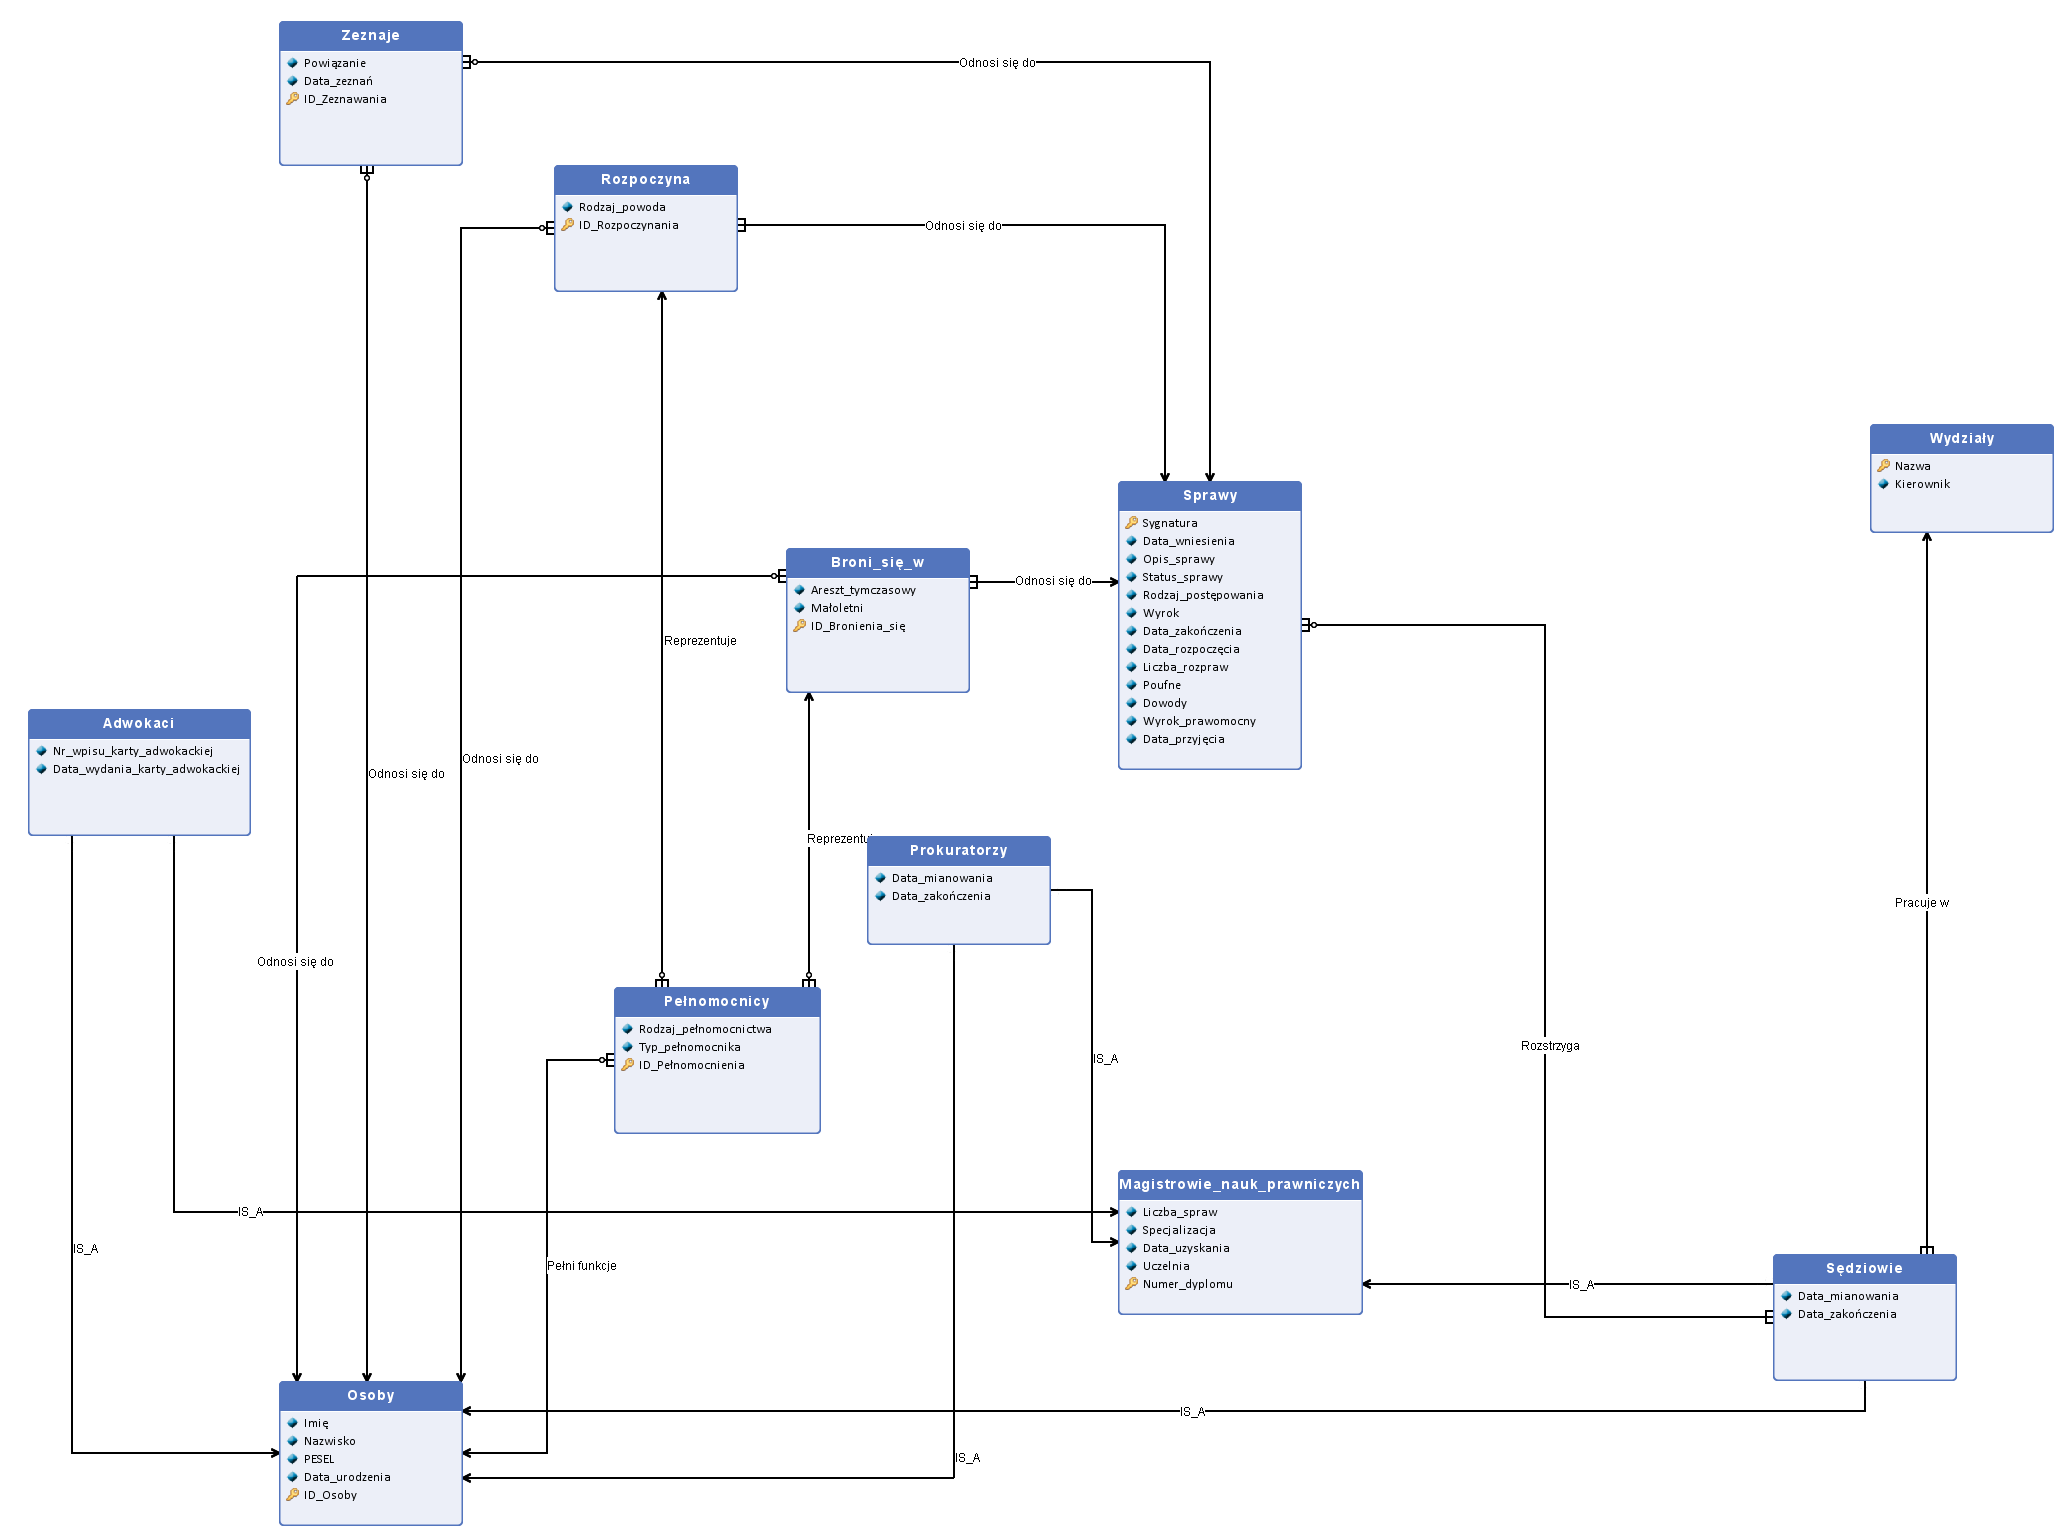 Zeznaje
Powiązanie
Data_zeznań
ID_Zeznawania
Odnosi się do
Rozpoczyna
Rodzaj_powoda
ID_Rozpoczynania
Odnosi się do
Wydziały
Nazwa
Kierownik
Sprawy
Sygnatura
Data_wniesienia
Opis_sprawy
Status_sprawy
Rodzaj_postępowania
Wyrok
Data_zakończenia
Data_rozpoczęcia
Liczba_rozpraw
Poufne
Dowody
Wyrok_prawomocny
Data_przyjęcia
Broni_się_w
Areszt_tymczasowy
Małoletni
ID_Bronienia_się
Odnosi się do
Reprezentuje
Adwokaci
Nr_wpisu_karty_adwokackiej
Data_wydania_karty_adwokackiej
Odnosi się do
Odnosi się do
Reprezentu
Prokuratorzy
Data_mianowania
Data_zakończenia
Pracuje w
Odnosi się do
Pełnomocnicy
Rodzaj_pełnomocnictwa
Typ_pełnomocnika
ID_Pełnomocnienia
Rozstrzyga
IS_A
Magistrowie_nauk_prawniczych
Liczba_spraw
Specjalizacja
Data_uzyskania
Uczelnia
Numer_dyplomu
IS_A
IS_A
Pełni funkcje
Sędziowie
Data_mianowania
Data_zakończenia
IS_A
Osoby
Imię
Nazwisko
PESEL
Data_urodzenia
ID_Osoby
IS_A
IS_A